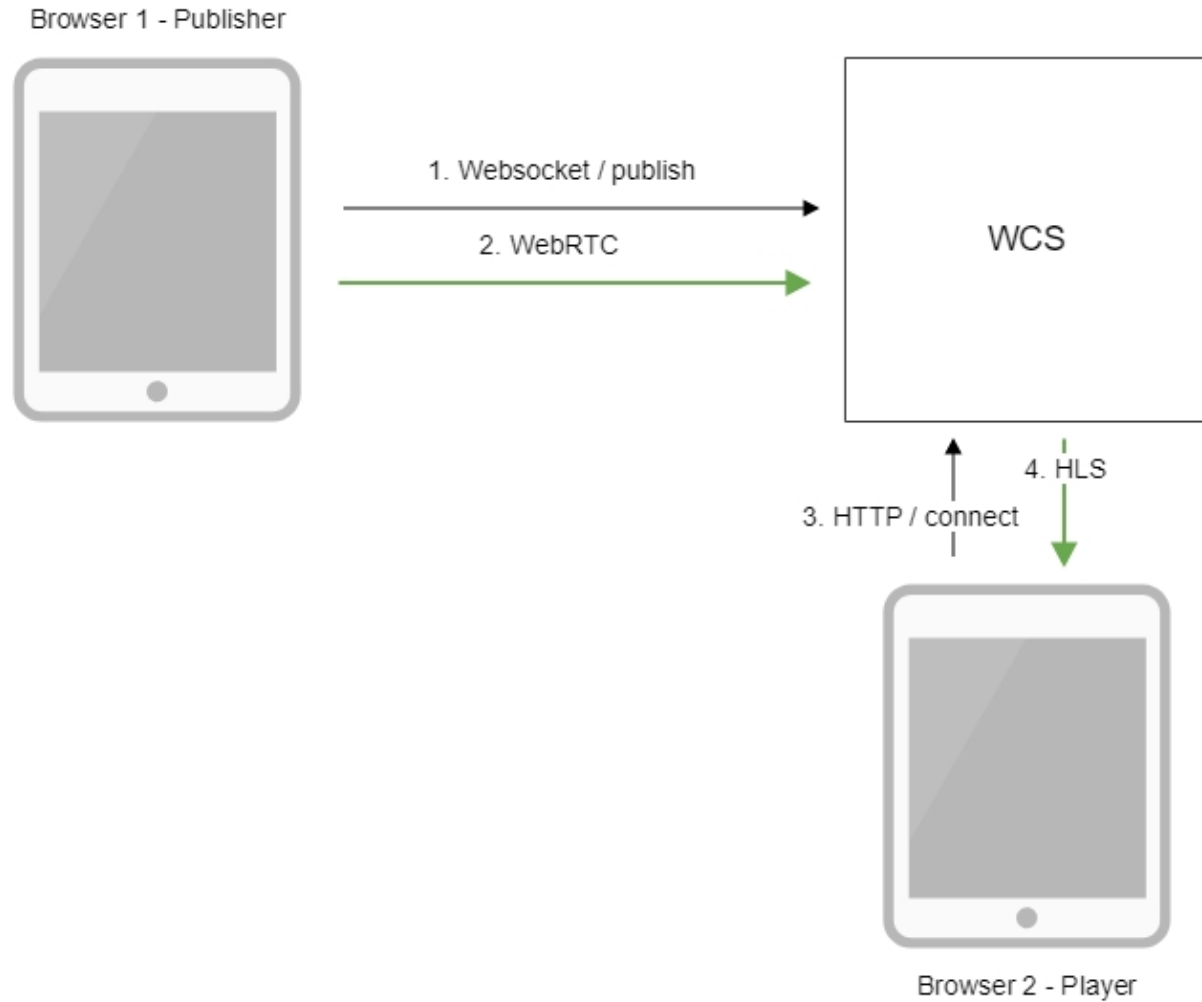 Browser 1 - Publisher
1. Websocket / publish
2. WebRTC
WCS
4. HLS
3. HTTP / connect
Browser 2 - Player